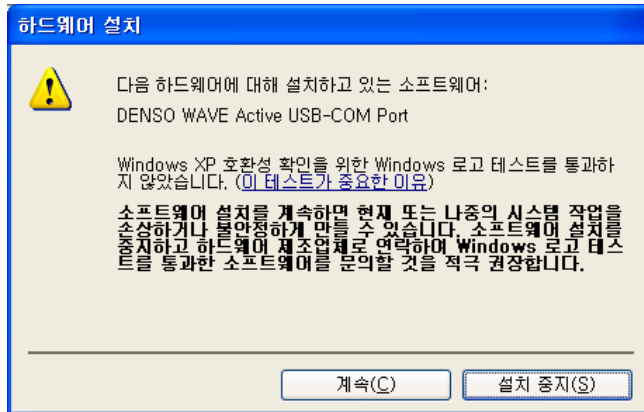 하드웨어 설치
다음 하드웨어에 대해 설치하고 있는 소프트웨어:
DENSO WAVE Active USB-COM Port
Windows XP 호환성 확인을 위한 Windows 로고 테스트를 통과하
지 않았습니다. (이 테스트가 중요한 이유)
소프트웨어 설치를 계속하면 현재 또는 나중의 시스템 작업을
손상하거나 불안정하게 만들 수 있습니다. 소프트웨어 설치를
중지하고 하드웨어 제조업체로 연락하여 Windows 로고 테스
트를 통과한 소프트웨어를 문의할 것을 적극 권장합니다.
계속(C)
설치 중지(S)